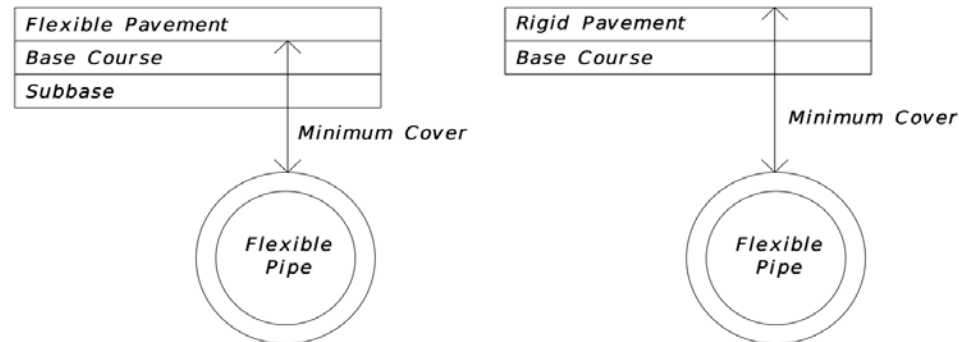 Flexible Pavement
Base Course
Subbase
Minimum Cover
Flexible
Pipe
Rigid Pavement
Base Course
Minimum Cover
Flexible
Pipe